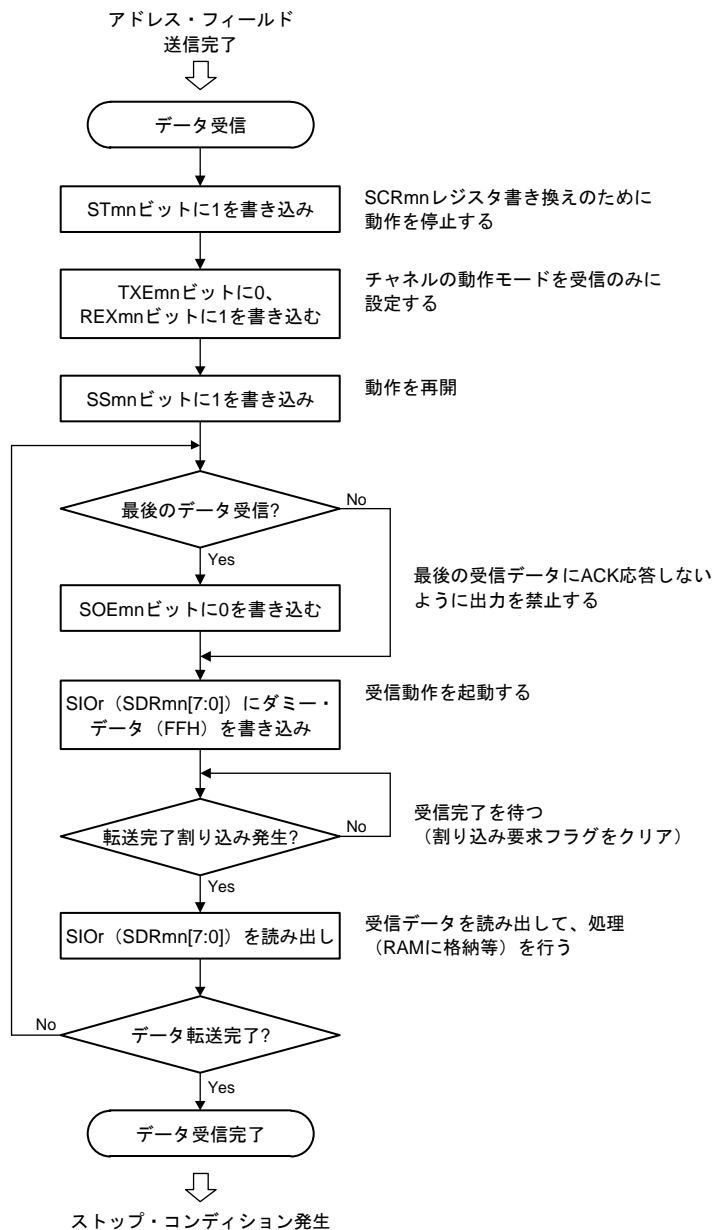 アドレス・フィールド
送信完了
データ受信
STmnビットに1を書き込み
SCRmnレジスタ書き換えのために
動作を停止する
TXEmnビットに0、
REXmnビットに1を書き込む
チャネルの動作モードを受信のみに
設定する
SSmnビットに1を書き込み
動作を再開
最後のデータ受信?
No
Yes
SOEmnビットに0を書き込む
最後の受信データにACK応答しない
ように出力を禁止する
SIOr（SDRmn[7:0]）にダミー・
データ（FFH）を書き込み
受信動作を起動する
転送完了割り込み発生?
No
受信完了を待つ
（割り込み要求フラグをクリア）
Yes
SIOr（SDRmn[7:0]）を読み出し
受信データを読み出して、処理
（RAMに格納等）を行う
No
データ転送完了?
Yes
データ受信完了
ストップ・コンディション発生